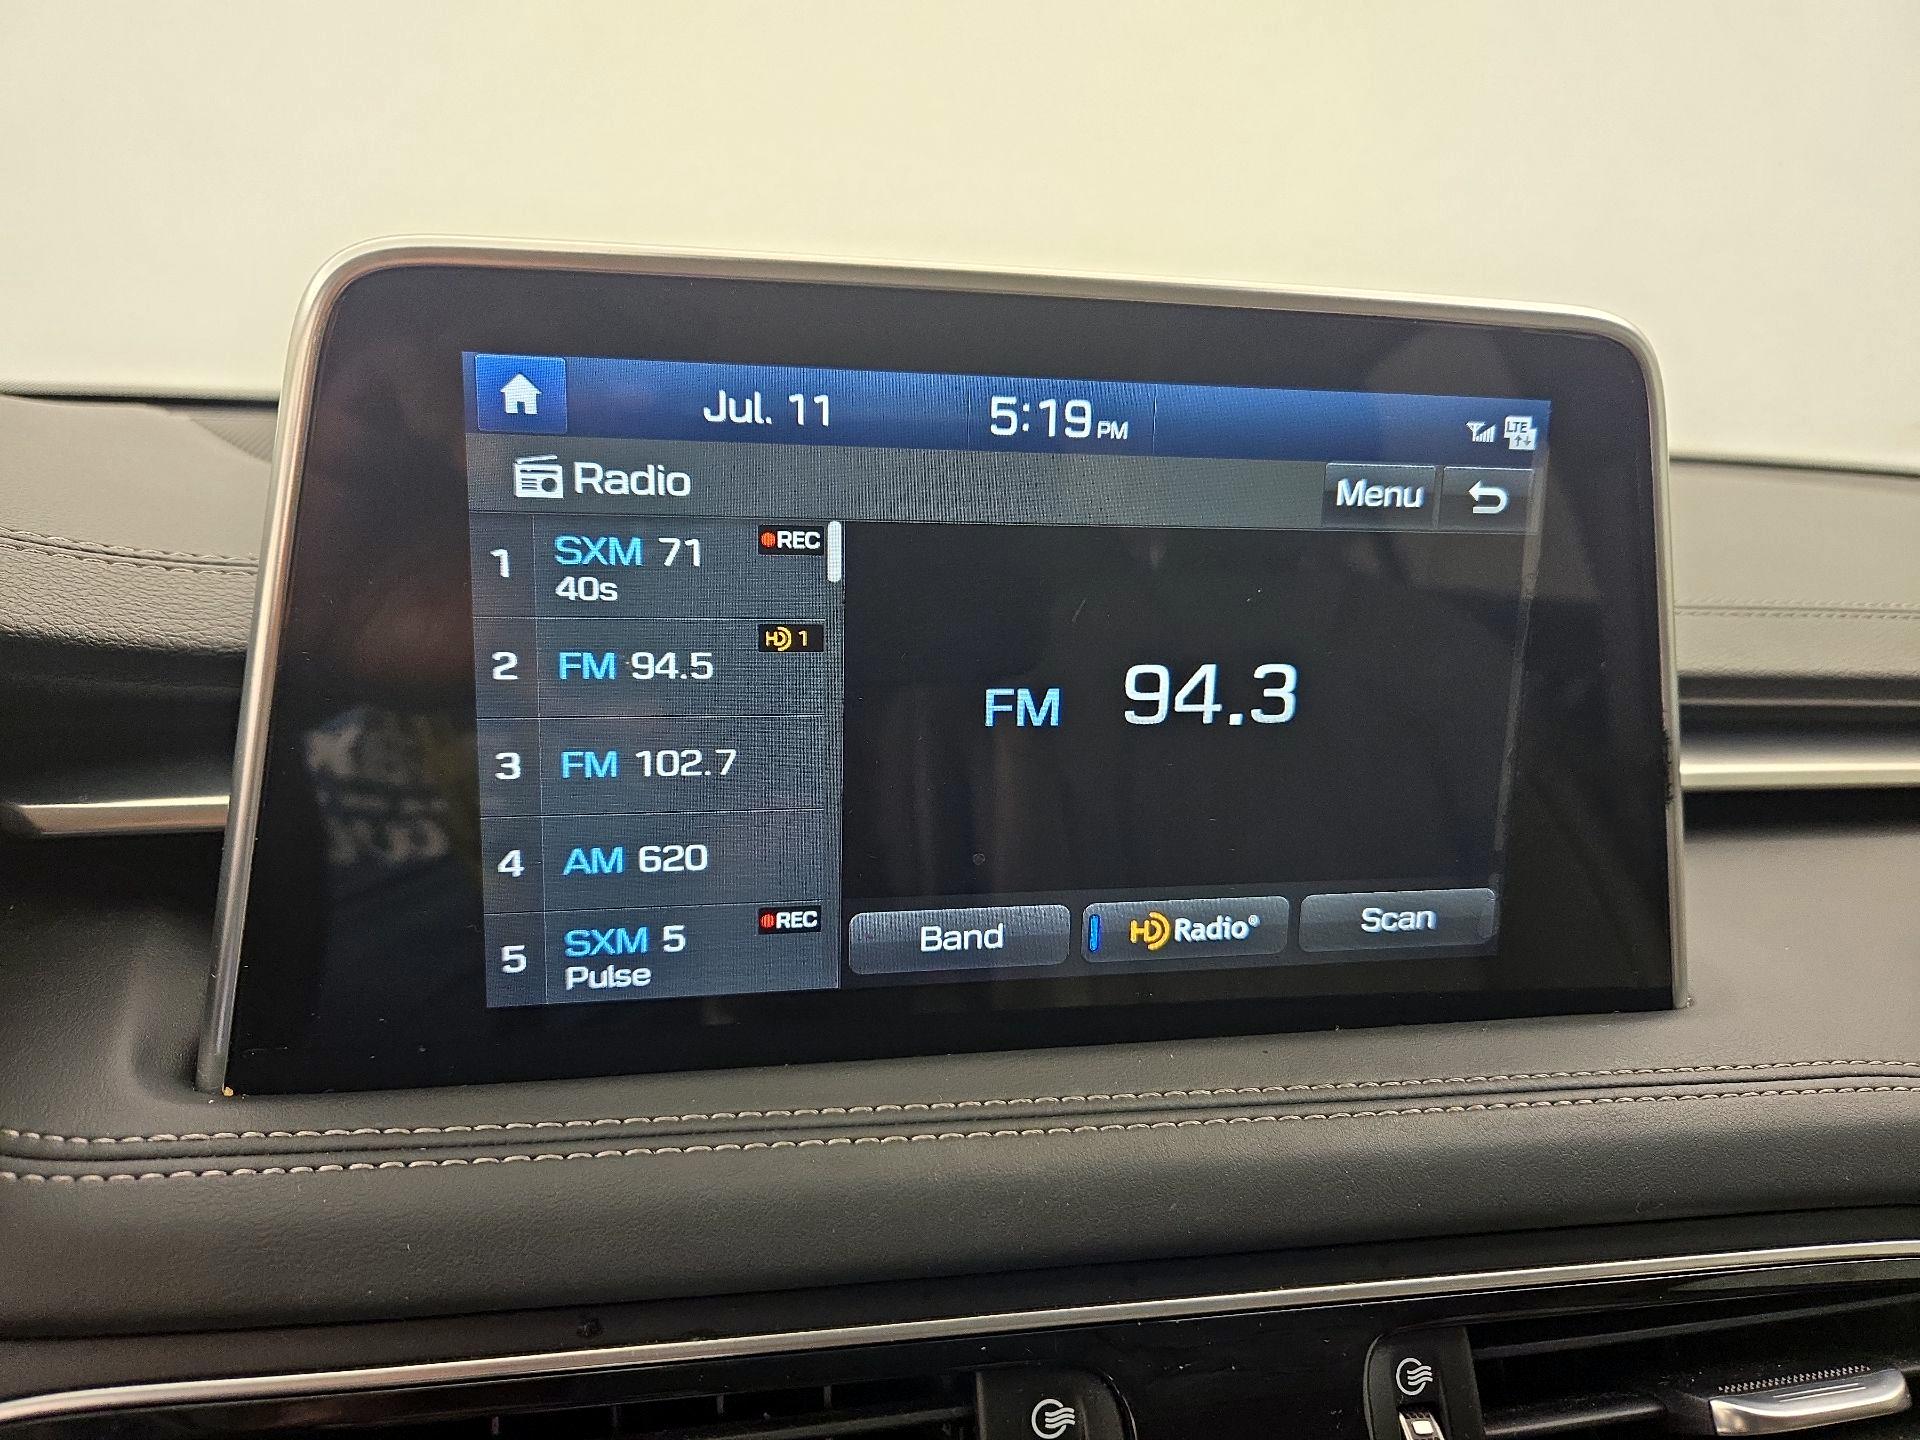 Jul. 11
5:19 PM
LTE
Radio
Menu
1
SXM 71
REC
40s
2
FM 94.5
HD 1
3
FM 102.7
4
AM 620
5
SXM 5
REC
Pulse
FM 94.3
Band
HD Radio®
Scan